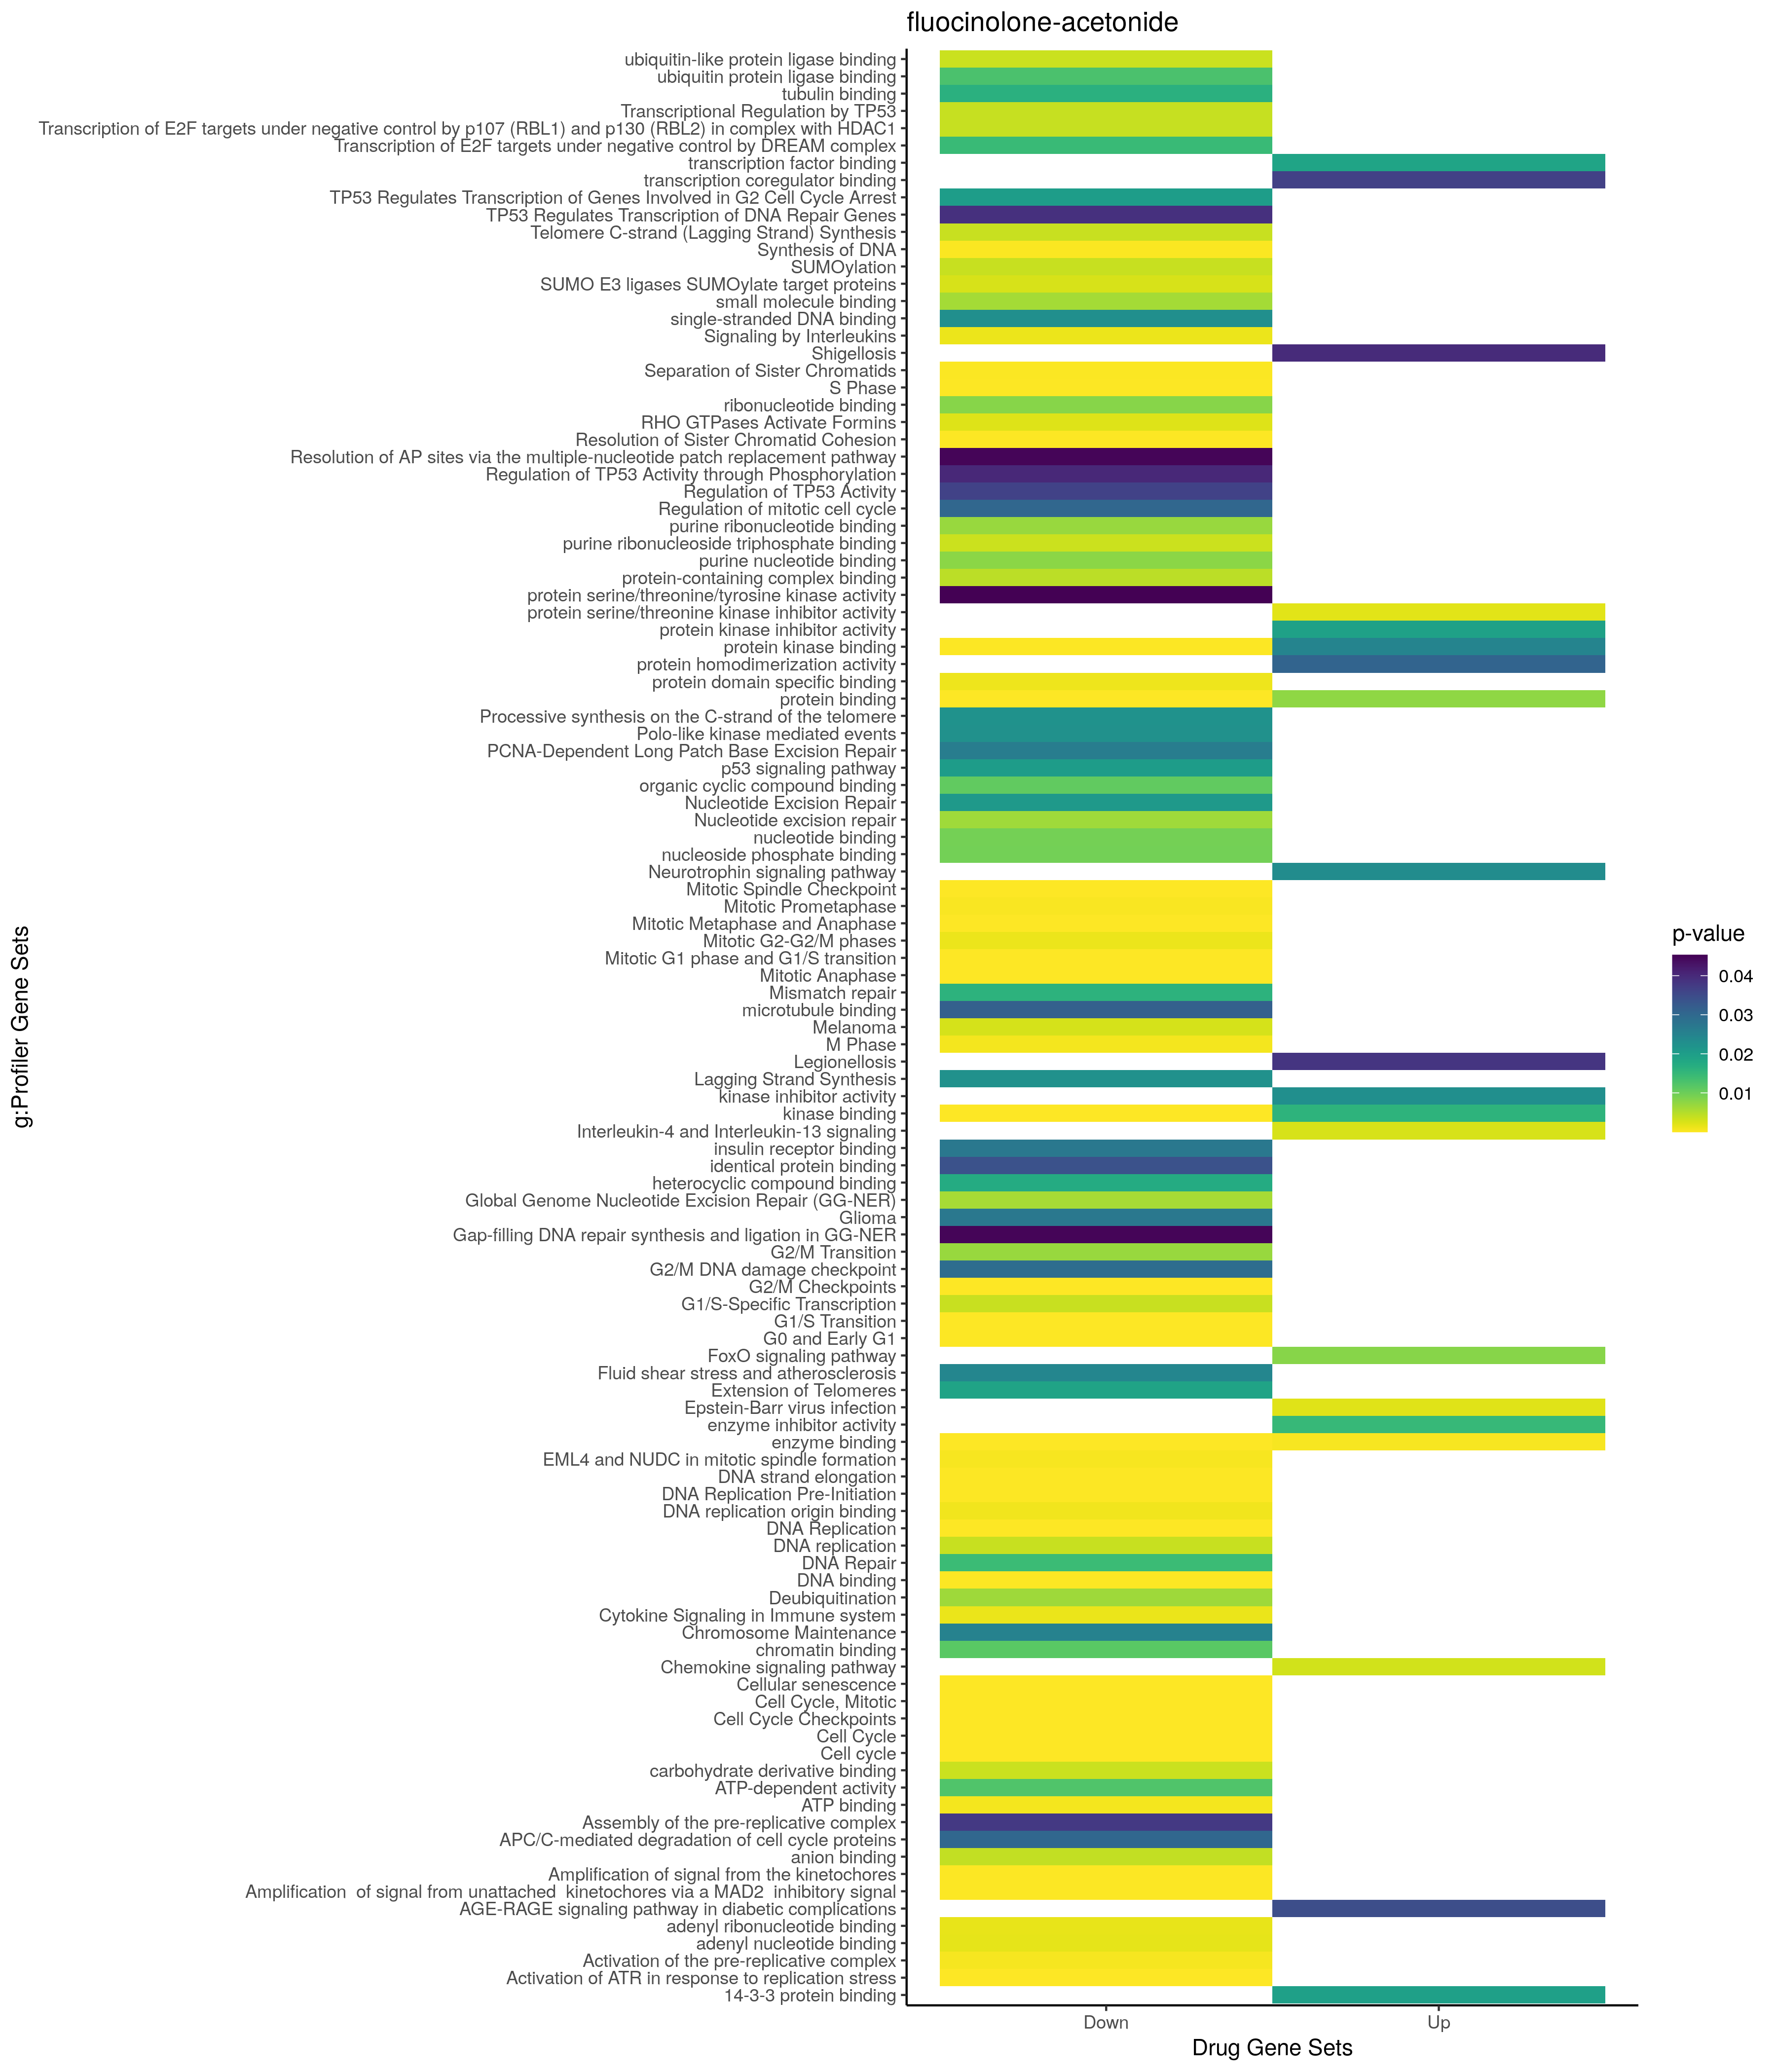 fluocinolone-acetonide
ubiquitin-like protein ligase binding
ubiquitin protein ligase binding
tubulin binding
Transcriptional Regulation by TP53
Transcription of E2F targets under negative control by p107 (RBL1) and p130 (RBL2) in complex with HDAC1
Transcription of E2F targets under negative control by DREAM complex
transcription factor binding
transcription coregulator binding
TP53 Regulates Transcription of Genes Involved in G2 Cell Cycle Arrest
TP53 Regulates Transcription of DNA Repair Genes
Telomere C-strand (Lagging Strand) Synthesis
Synthesis of DNA
SUMOylation
SUMO E3 ligases SUMOylate target proteins
small molecule binding
single-stranded DNA binding
Signaling by Interleukins
Shigellosis
Separation of Sister Chromatids
S Phase
ribonucleotide binding
RHO GTPases Activate Formins
Resolution of Sister Chromatid Cohesion
Resolution of AP sites via the multiple-nucleotide patch replacement pathway
Regulation of TP53 Activity through Phosphorylation
Regulation of TP53 Activity
Regulation of mitotic cell cycle
purine ribonucleotide binding
purine ribonucleoside triphosphate binding
purine nucleotide binding
protein-containing complex binding
protein serine/threonine/tyrosine kinase activity
protein serine/threonine kinase inhibitor activity
protein kinase inhibitor activity
protein kinase binding
protein homodimerization activity
protein domain specific binding
protein binding
Processive synthesis on the C-strand of the telomere
Polo-like kinase mediated events
PCNA-Dependent Long Patch Base Excision Repair
p53 signaling pathway
organic cyclic compound binding
Nucleotide Excision Repair
Nucleotide excision repair
nucleotide binding
nucleoside phosphate binding
Neurotrophin signaling pathway
Mitotic Spindle Checkpoint
Mitotic Prometaphase
Mitotic Metaphase and Anaphase
Mitotic G2-G2/M phases
Mitotic G1 phase and G1/S transition
Mitotic Anaphase
Mismatch repair
microtubule binding
Melanoma
M Phase
Legionellosis
Lagging Strand Synthesis
kinase inhibitor activity
kinase binding
Interleukin-4 and Interleukin-13 signaling
insulin receptor binding
identical protein binding
heterocyclic compound binding
Global Genome Nucleotide Excision Repair (GG-NER)
Glioma
Gap-filling DNA repair synthesis and ligation in GG-NER
G2/M Transition
G2/M DNA damage checkpoint
G2/M Checkpoints
G1/S-Specific Transcription
G1/S Transition
G0 and Early G1
FoxO signaling pathway
Fluid shear stress and atherosclerosis
Extension of Telomeres
Epstein-Barr virus infection
enzyme inhibitor activity
enzyme binding
EML4 and NUDC in mitotic spindle formation
DNA strand elongation
DNA Replication Pre-Initiation
DNA replication origin binding
DNA Replication
DNA replication
DNA Repair
DNA binding
Deubiquitination
Cytokine Signaling in Immune system
Chromosome Maintenance
chromatin binding
Chemokine signaling pathway
Cellular senescence
Cell Cycle, Mitotic
Cell Cycle Checkpoints
Cell Cycle
Cell cycle
carbohydrate derivative binding
ATP-dependent activity
ATP binding
Assembly of the pre-replicative complex
APC/C-mediated degradation of cell cycle proteins
anion binding
Amplification of signal from the kinetochores
Amplification  of signal from unattached  kinetochores via a MAD2  inhibitory signal
AGE-RAGE signaling pathway in diabetic complications
adenyl ribonucleotide binding
adenyl nucleotide binding
Activation of the pre-replicative complex
Activation of ATR in response to replication stress
14-3-3 protein binding
g:Profiler Gene Sets
Down
Up
Drug Gene Sets
p-value
0.04
0.03
0.02
0.01